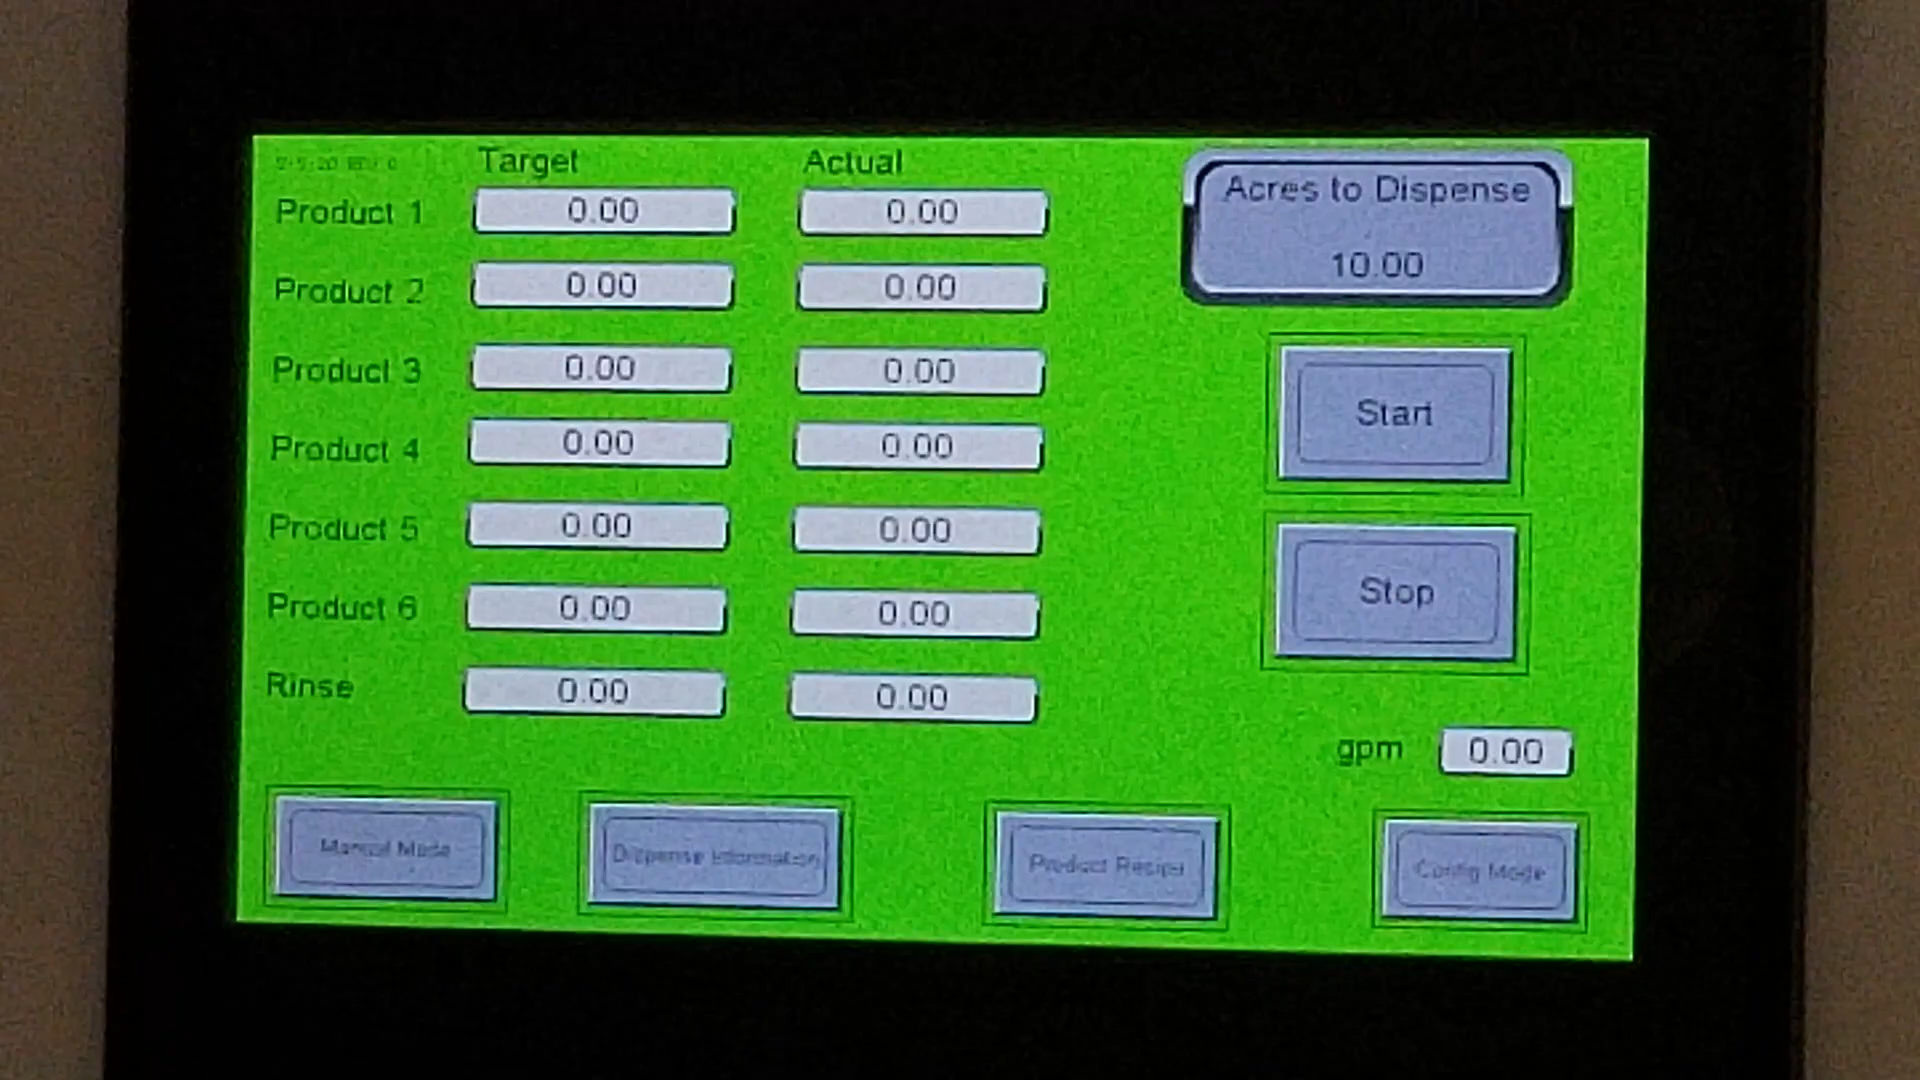 Target Actual
Product 1 0.00 0.00
Product 2 0.00 0.00
Product 3 0.00 0.00
Product 4 0.00 0.00
Product 5 0.00 0.00
Product 6 0.00 0.00
Rinse 0.00 0.00
Acres to Dispense
10.00
Start
Stop
gpm 0.00
Manual Mode
Dispense Information
Product Recipe
Config Mode